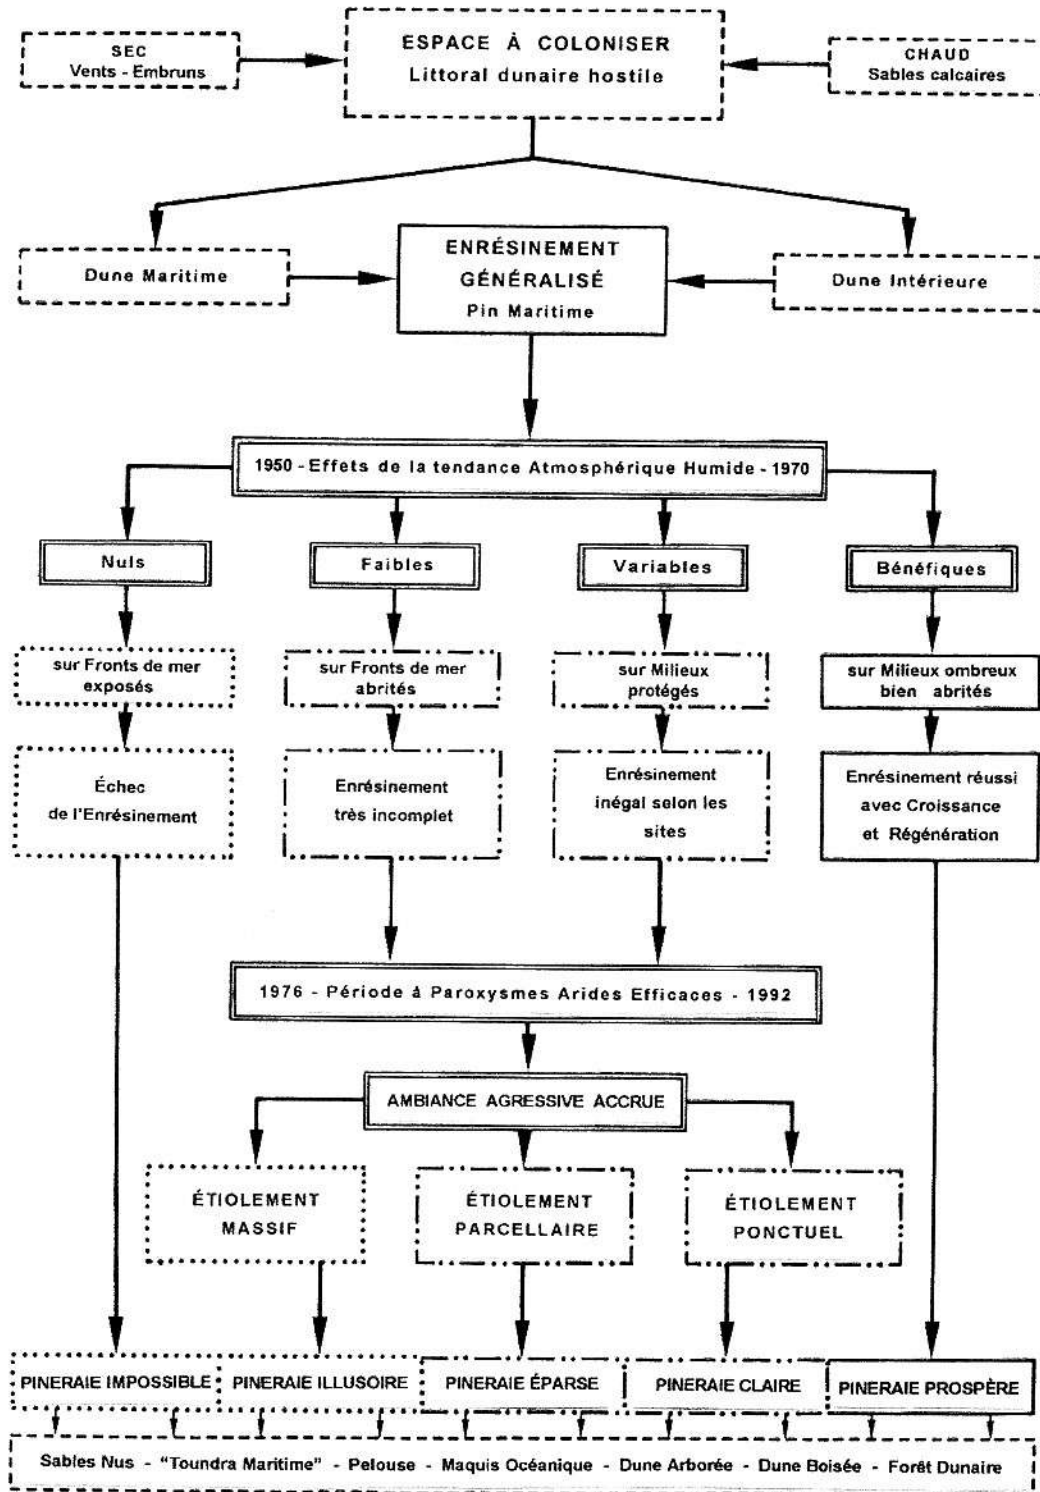 SEC
Vents - Embruns
ESPACE À COLONISER
Littoral dunaire hostile
CHAUD
Sables calcaires
Dune Maritime
ENRÉSINEMENT
GÉNÉRALISÉ
Pin Maritime
Dune Intérieure
1950 - Effets de la tendance Atmosphérique Humide - 1970
Nuls
Faibles
Variables
Bénéfiques
sur Fronts de mer
exposés
sur Fronts de mer
abrités
sur Milieux
protégés
sur Milieux ombreux
bien abrités
Échec
de l'Enrésinement
Enrésinement
très incomplet
Enrésinement
inégal selon les
sites
Enrésinement réussi
avec Croissance
et Régénération
1976 - Période à Paroxysmes Arides Efficaces - 1992
AMBIANCE AGRESSIVE ACCRUE
ÉTIOLEMENT
MASSIF
ÉTIOLEMENT
PARCELLAIRE
ÉTIOLEMENT
PONCTUEL
PINERAIE IMPOSSIBLE
PINERAIE ILLUSOIRE
PINERAIE ÉPARSE
PINERAIE CLAIRE
PINERAIE PROSPÈRE
Sables Nus - "Toundra Maritime" - Pelouse - Maquis Océanique - Dune Arborée - Dune Boisée - Forêt Dunaire